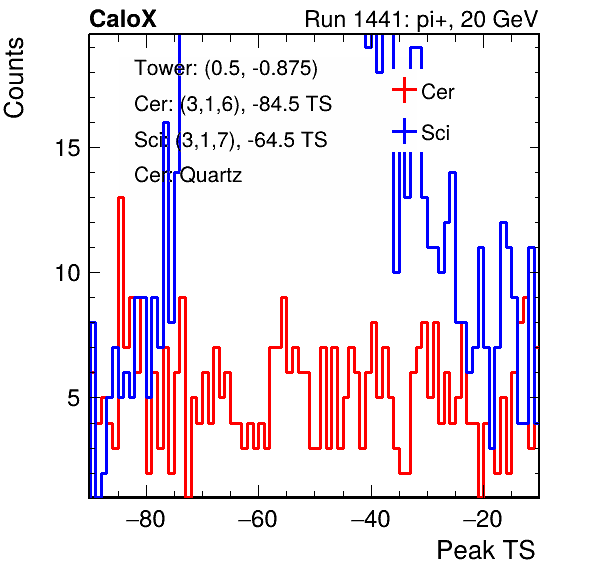 CaloX Run 1441: pi+, 20 GeV
Counts
Tower: (0.5, -0.875)
Cer: (3,1,6), -84.5 TS
Sci: (3,1,7), -64.5 TS
Cer: Quartz
Cer
Sci
15
10
5
−80 −60 −40 −20
Peak TS